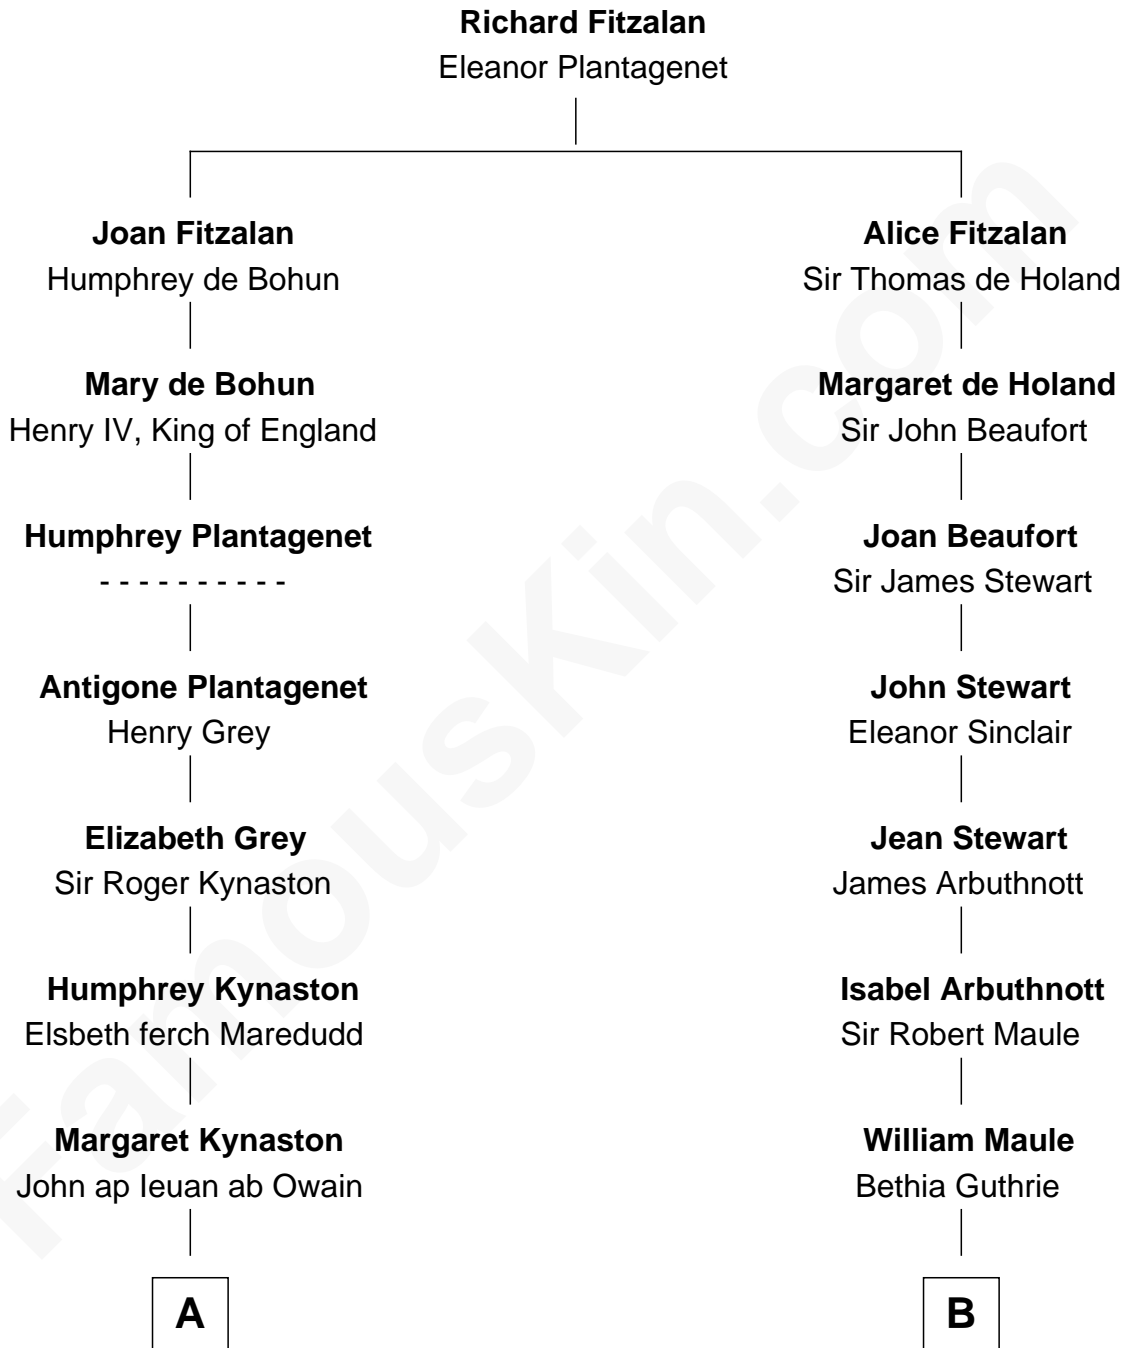 Richard Fitzalan
Eleanor Plantagenet
Joan Fitzalan
Humphrey de Bohun
Alice Fitzalan
Sir Thomas de Holand
Mary de Bohun
Henry IV, King of England
Margaret de Holand
Sir John Beaufort
Humphrey Plantagenet
- - - - - - - - - -
Joan Beaufort
Sir James Stewart
Antigone Plantagenet
Henry Grey
John Stewart
Eleanor Sinclair
Elizabeth Grey
Sir Roger Kynaston
Jean Stewart
James Arbuthnott
Humphrey Kynaston
Elsbeth ferch Maredudd
Isabel Arbuthnott
Sir Robert Maule
Margaret Kynaston
John ap Ieuan ab Owain
William Maule
Bethia Guthrie
A
B
FamousKin.com